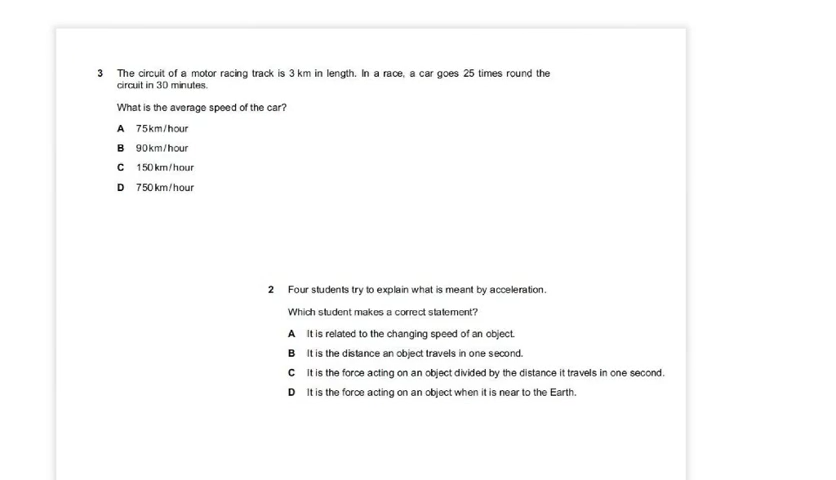 3 The circuit of a motor racing track is 3 km in length. In a race, a car goes 25 times round the
circuit in 30 minutes.
What is the average speed of the car?
A 75 km/hour
B 90 km/hour
C 150 km/hour
D 750 km/hour
2 Four students try to explain what is meant by acceleration.
Which student makes a correct statement?
A It is related to the changing speed of an object.
B It is the distance an object travels in one second.
C It is the force acting on an object divided by the distance it travels in one second.
D It is the force acting on an object when it is near to the Earth.